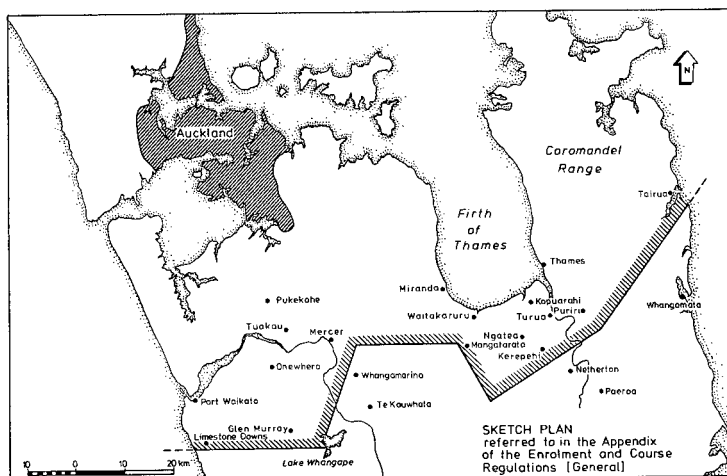 N
Auckland
Coromandel
Range
Tairua
Firth
of
Thames
Thames
Miranda
Kopuarahi
Whangamata
Pukekohe
Waitakaruru
Turua
Puriri
Tuakau
Mercer
Ngatea
Mangatarata
Kerepehi
Onewhero
Whangamarino
Netherton
Paeroa
Port Waikato
Te Kauwhata
Glen Murray
Limestone Downs
SKETCH PLAN
referred to in the Appendix
of the Enrolment and Course
Regulations [General]
10 0 10 20 km
Lake Whangape